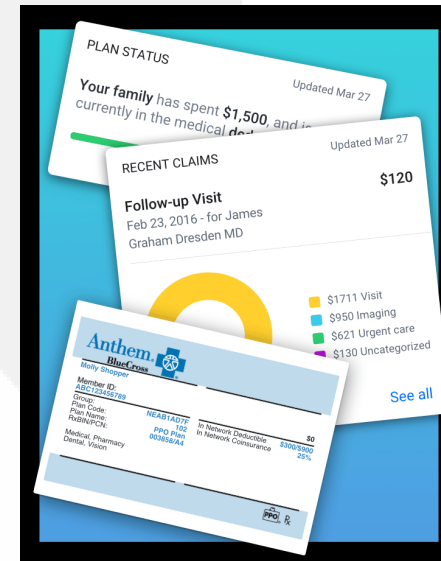 PLAN STATUS
Updated Mar 27
Your family has spent $1,500, and is
currently in the medical
RECENT CLAIMS
Updated Mar 27
Follow-up Visit
$120
Feb 23, 2016 - for James
Graham Dresden MD
$1711 Visit
$950 Imaging
$621 Urgent care
$130 Uncategorized
See all
Anthem.
BlueCross
Molly Shopper
Member ID:
ABC123456789
Group: NEAB1AD7F
Plan Code: T02
Plan Name: PPO Plan
RxBIN/PCN: 003858/A4
Medical, Pharmacy
Dental, Vision
$0
In Network Deductible $300/$900
In Network Coinsurance 25%
PPO